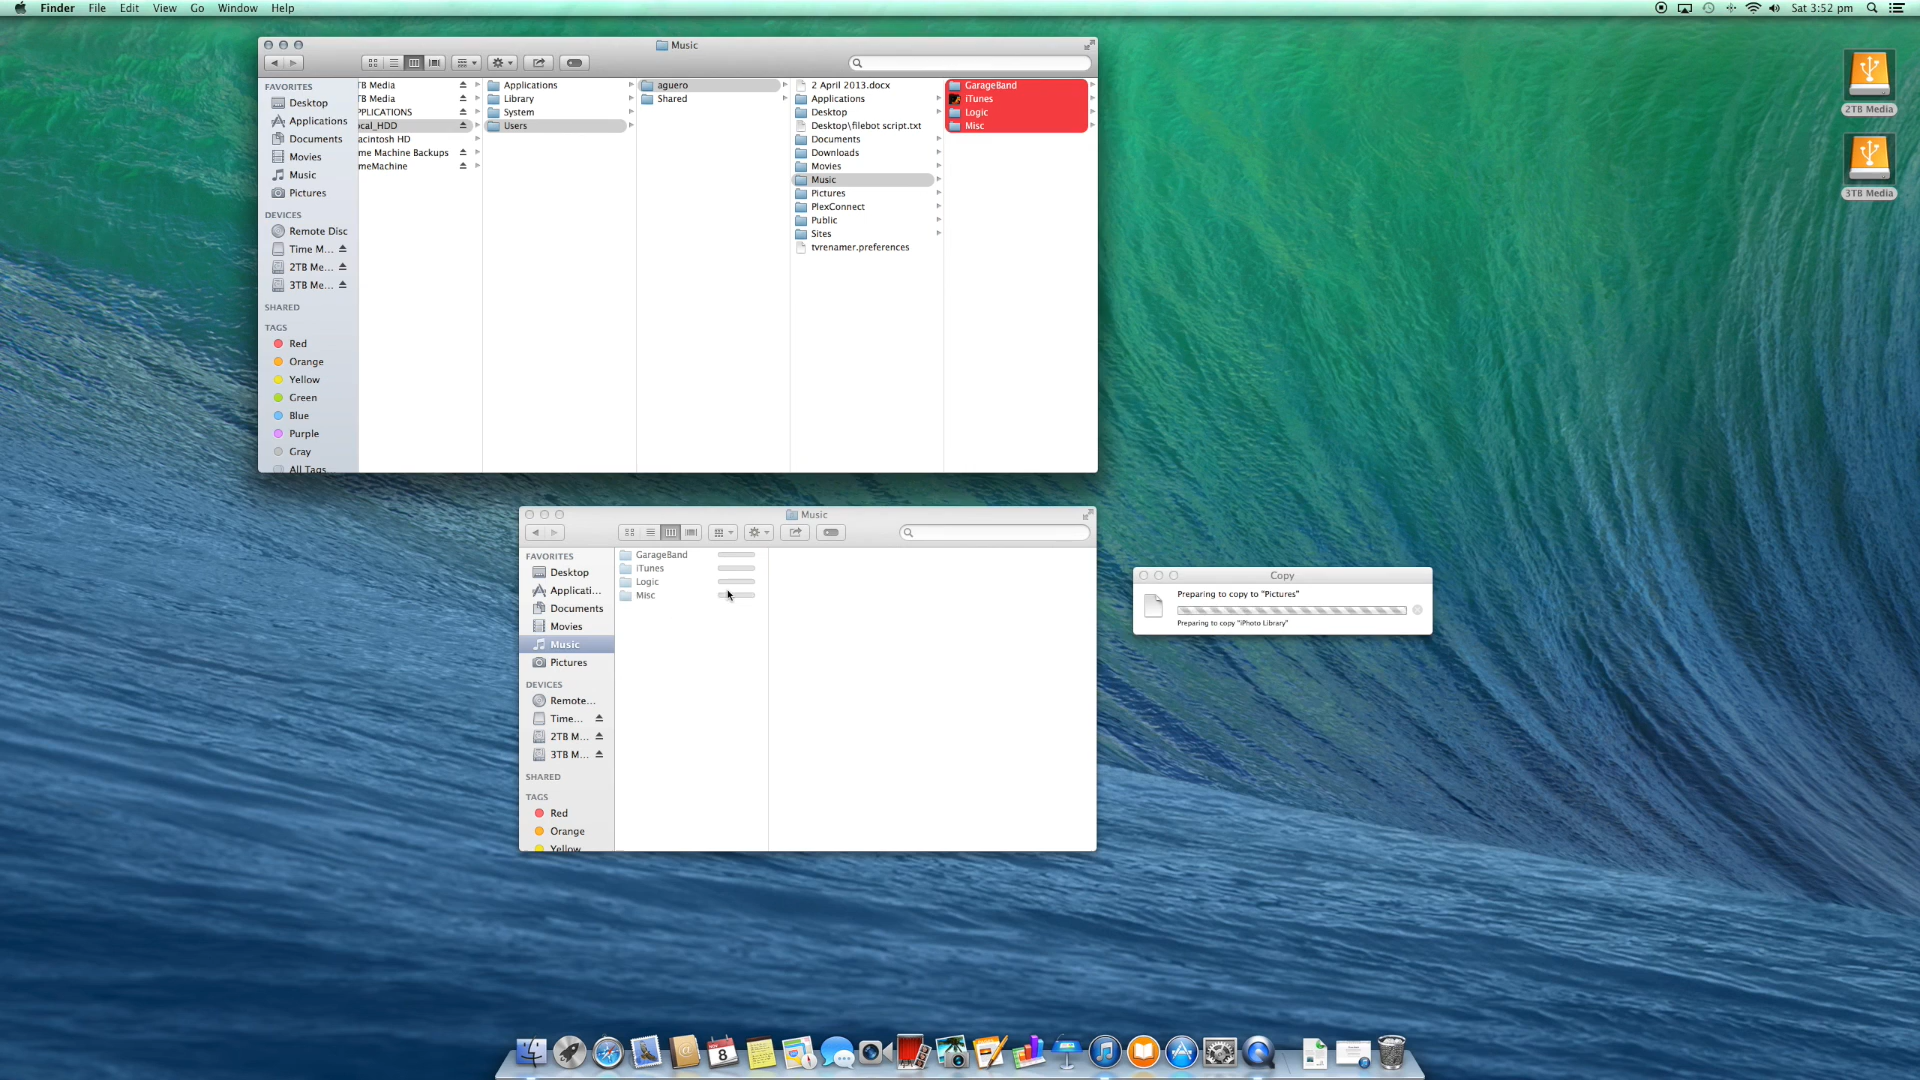 Finder File Edit View Go Window Help
Sat 3:52 pm
Music
FAVORITES
Desktop
Applications
Documents
Movies
Music
Pictures
DEVICES
Remote Disc
Time M...
2TB Me...
3TB Me...
SHARED
TAGS
Red
Orange
Yellow
Green
Blue
Purple
Gray
All Tags
TB Media
TB Media
PPLICATIONS
ocal_HDD
acintosh HD
me Machine Backups
meMachine
Applications
Library
System
Users
aguero
Shared
2 April 2013.docx
Applications
Desktop
Desktop\filebot script.txt
Documents
Downloads
Movies
Music
Pictures
PlexConnect
Public
Sites
tvrenamer.preferences
GarageBand
iTunes
Logic
Misc
2TB Media
3TB Media
Music
FAVORITES
Desktop
Applicati...
Documents
Movies
Music
Pictures
DEVICES
Remote...
Time...
2TB M...
3TB M...
SHARED
TAGS
Red
Orange
Yellow
GarageBand
iTunes
Logic
Misc
Copy
Preparing to copy to "Pictures"
Preparing to copy "iPhoto Library"
NOV
8